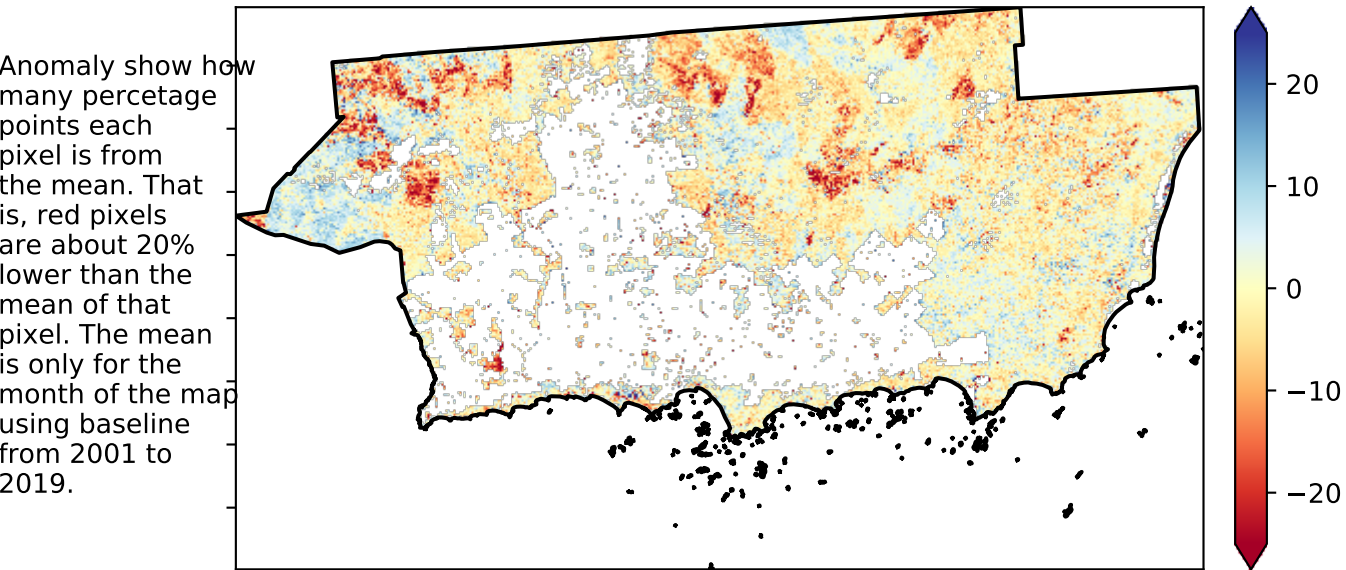 Anomaly show how
many percetage
points each
pixel is from
the mean. That
is, red pixels
are about 20%
lower than the
mean of that
pixel. The mean
is only for the
month of the map
using baseline
from 2001 to
2019.
20
10
0
−10
−20